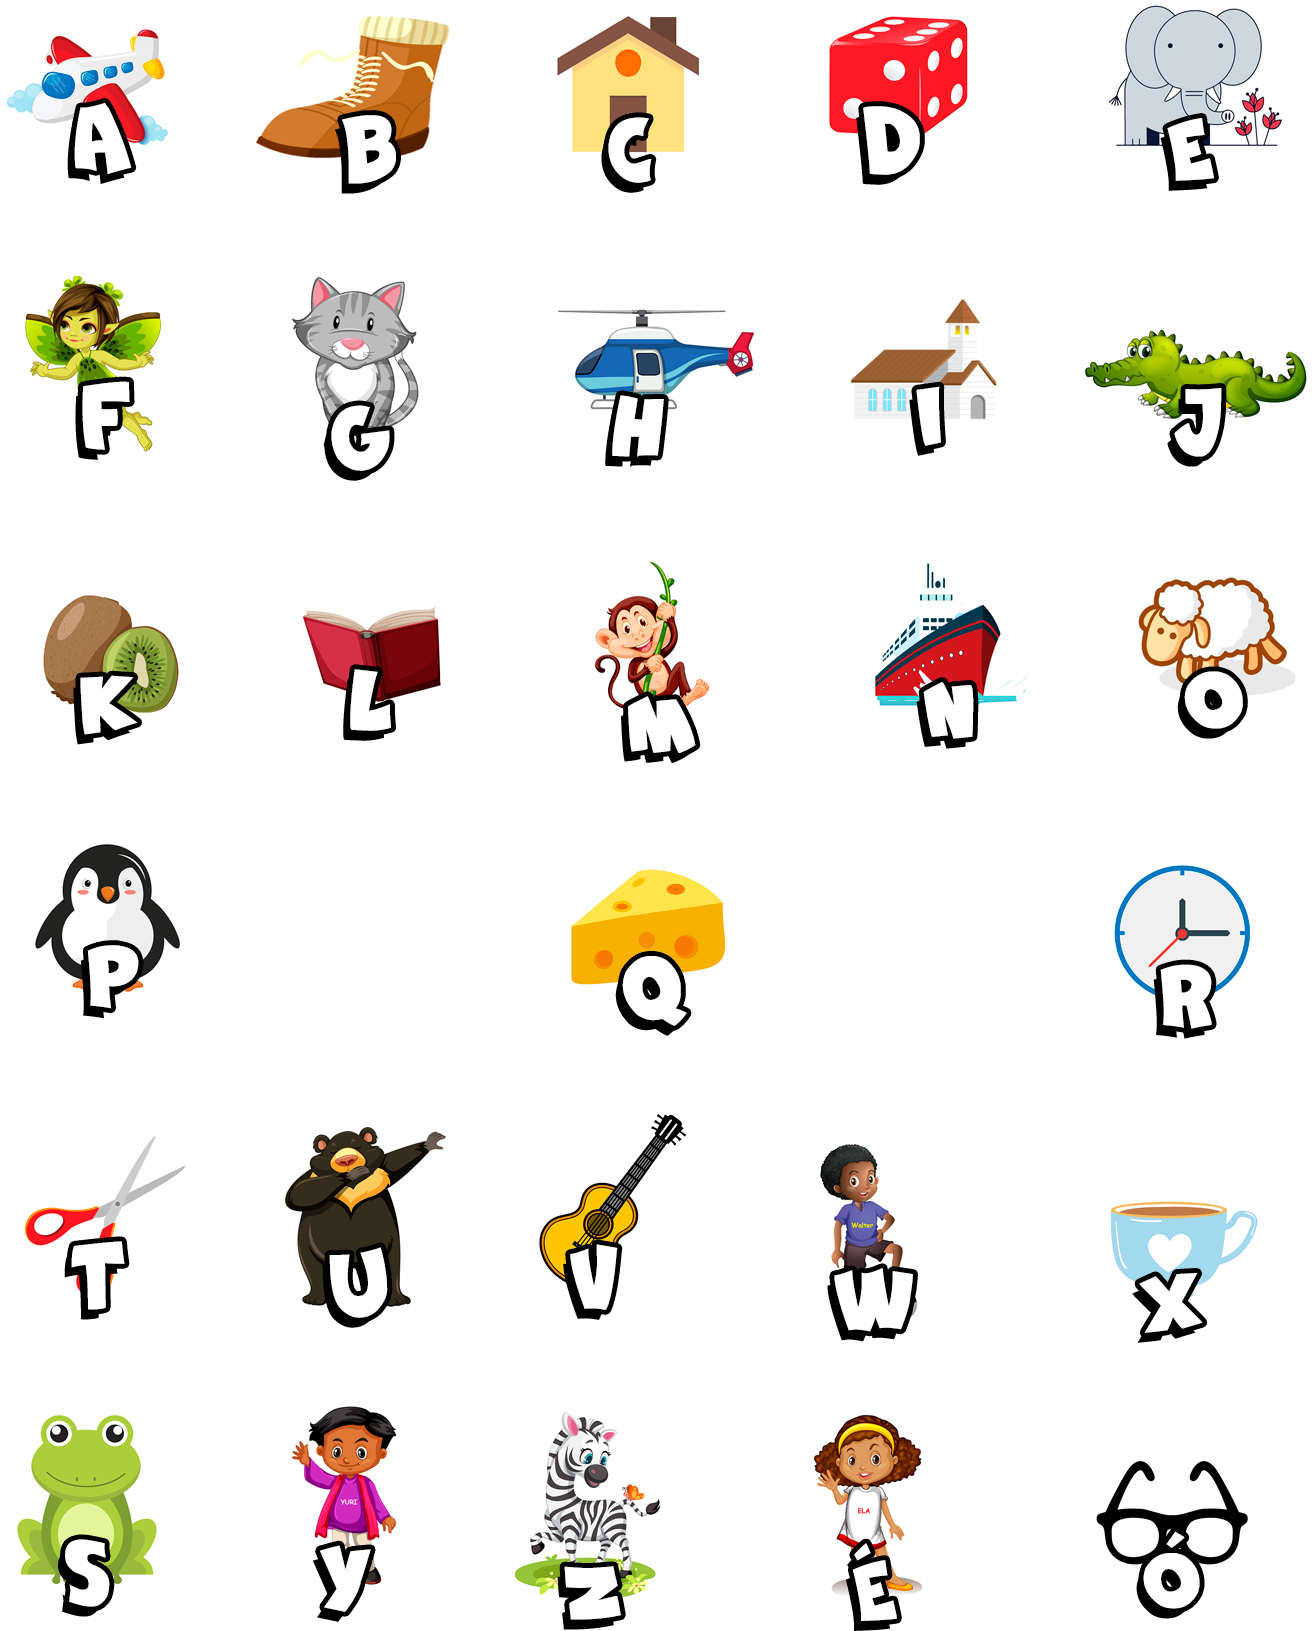 A B C D E
F G H I J
K L M N O
P Q R
T U V Walter W X
S YURI y Z ELA É Ó